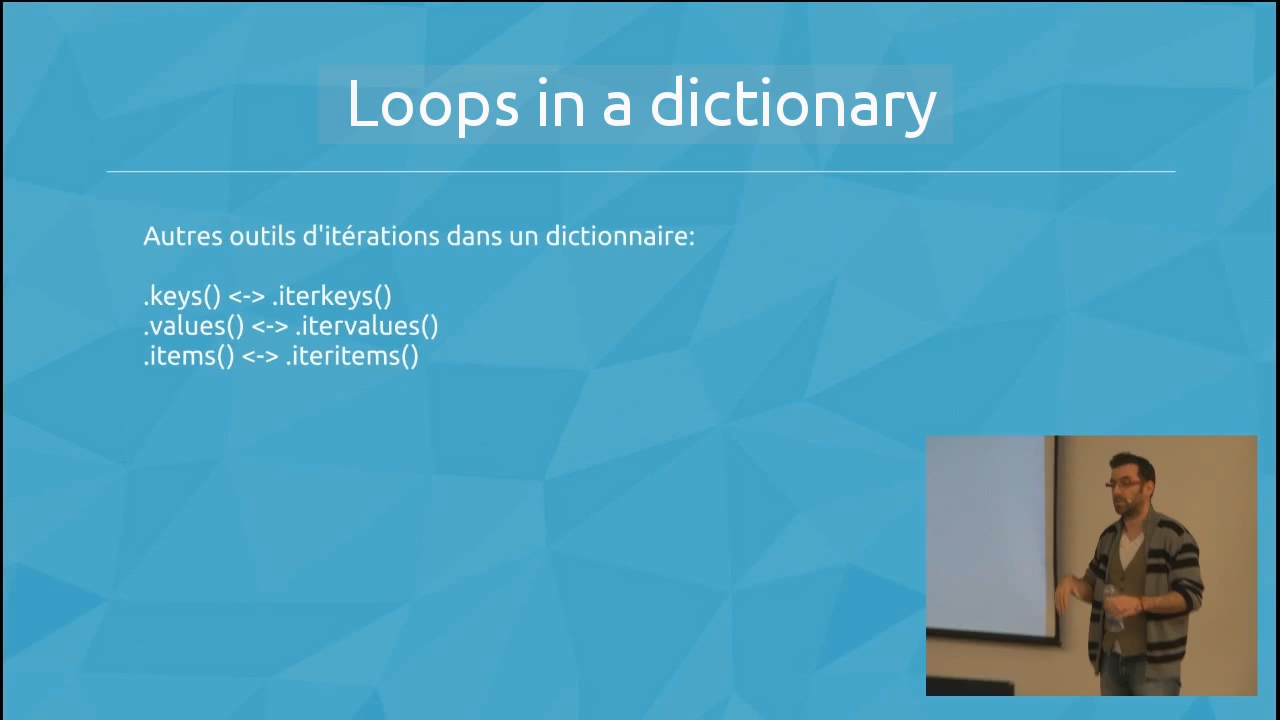 Loops in a dictionary
Autres outils d'itérations dans un dictionnaire:
.keys() <-> .iterkeys()
.values() <-> .itervalues()
.items() <-> .iteritems()